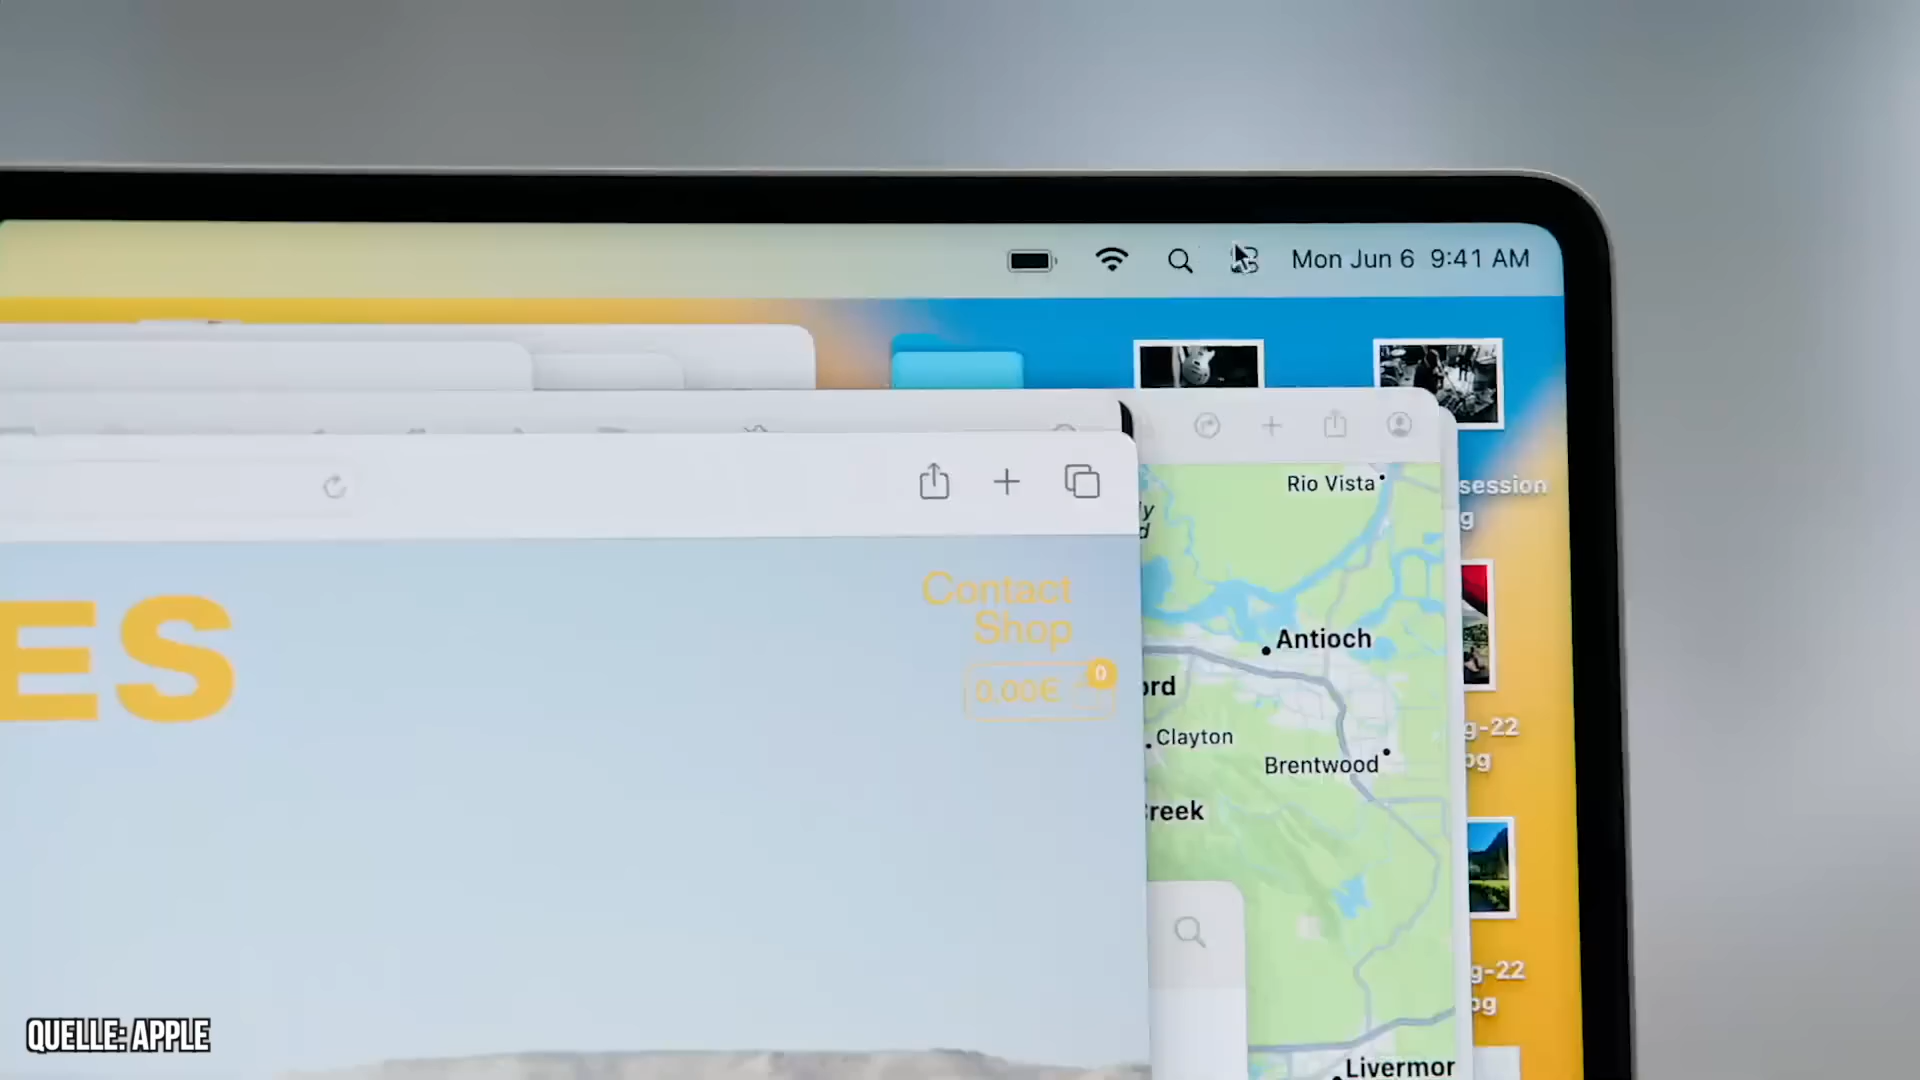 Mon Jun 6 9:41 AM
Rio Vista
session
g
ES
Contact
Shop
0
0.00€
Antioch
ord
Clayton
g-22
Brentwood
reek
g-22
QUELLE: APPLE
Livermor